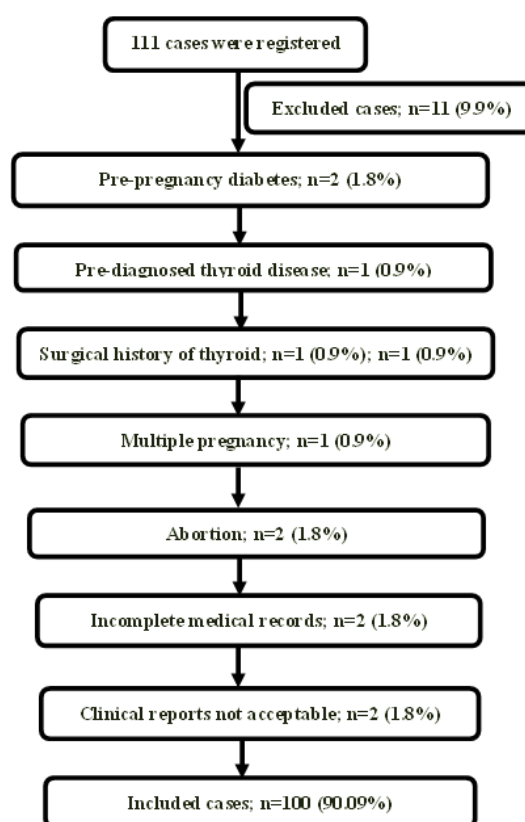 111 cases were registered
Excluded cases; n=11 (9.9%)
Pre-pregnancy diabetes; n=2 (1.8%)
Pre-diagnosed thyroid disease; n=1 (0.9%)
Surgical history of thyroid; n=1 (0.9%); n=1 (0.9%)
Multiple pregnancy; n=1 (0.9%)
Abortion; n=2 (1.8%)
Incomplete medical records; n=2 (1.8%)
Clinical reports not acceptable; n=2 (1.8%)
Included cases; n=100 (90.09%)